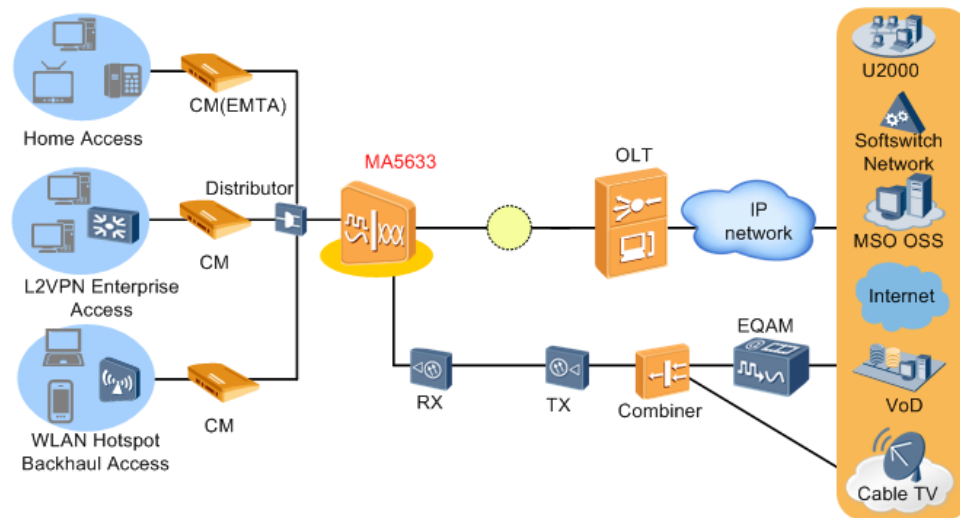 Home Access
CM(EMTA)
L2VPN Enterprise
Access
CM
Distributor
WLAN Hotspot
Backhaul Access
CM
MA5633
XXX
OLT
IP
network
RX
TX
Combiner
EQAM
@
U2000
Softswitch
Network
MSO OSS
Internet
VoD
Cable TV